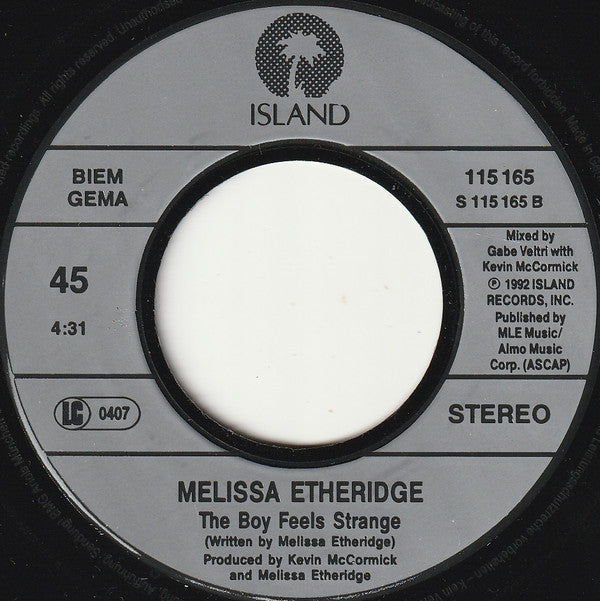 ISLAND
BIEM
GEMA
115 165
S 115 165 B
45
4:31
Mixed by
Gabe Veltri with
Kevin McCormick
Ⓟ 1992 ISLAND
RECORDS, INC.
Published by
MLE Music/
Almo Music
Corp. (ASCAP)
LC 0407
STEREO
MELISSA ETHERIDGE
The Boy Feels Strange
(Written by Melissa Etheridge)
Produced by Kevin McCormick
and Melissa Etheridge